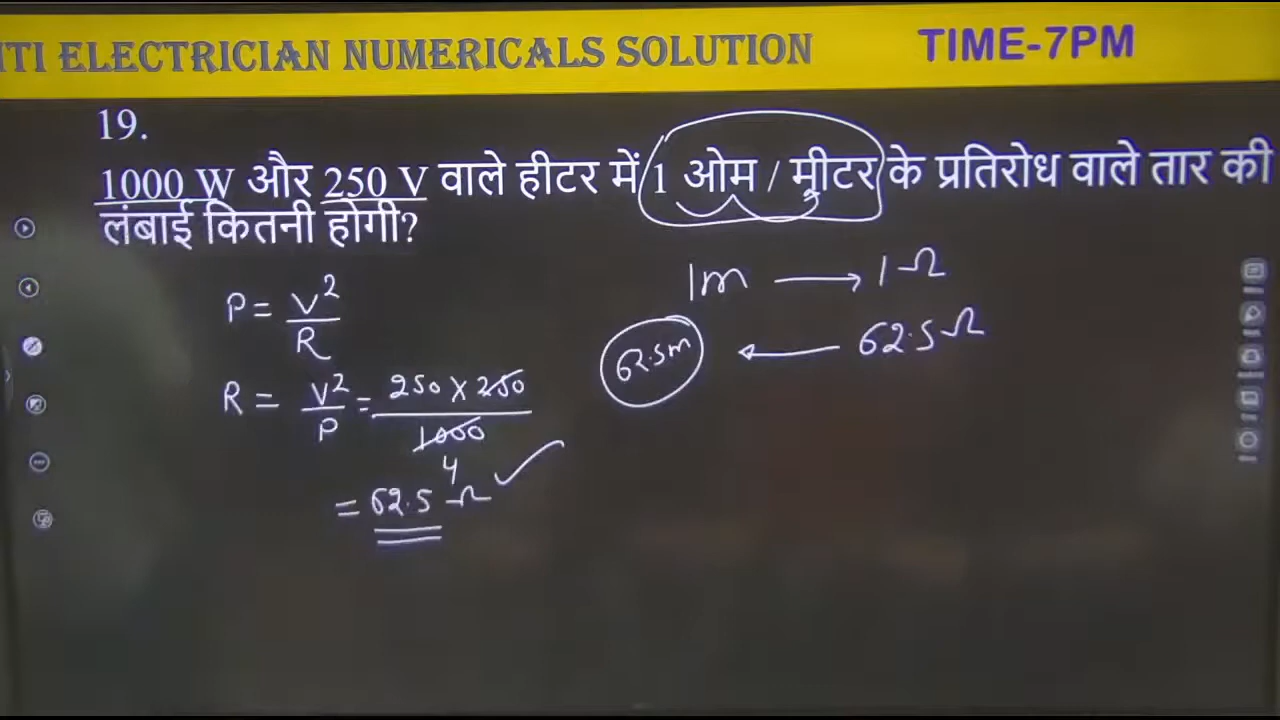 ITI ELECTRICIAN NUMERICALS SOLUTION TIME-7PM
19.
1000 W और 250 V वाले हीटर में 1 ओम / मीटर के प्रतिरोध वाले तार की
लंबाई कितनी होगी?
1m → 1Ω
P = V²/R
62.5m ← 62.5Ω
R = V²/P = 250 x 250/1000
4
= 62.5 Ω